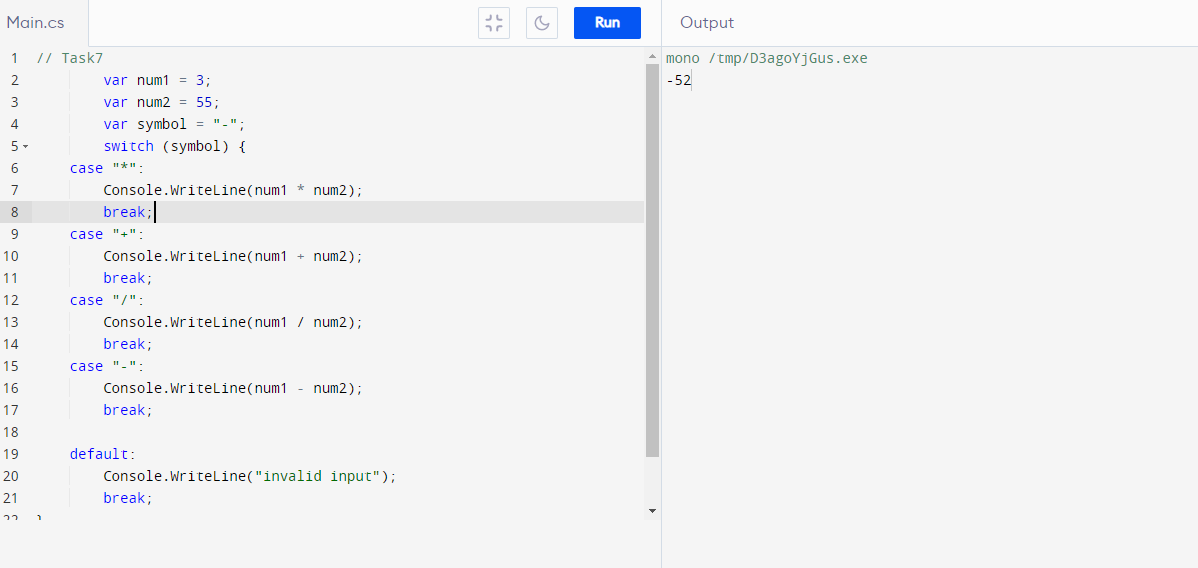 Main.cs
Run
Output
1 // Task7
2 var num1 = 3;
3 var num2 = 55;
4 var symbol = "-";
5 switch (symbol) {
6 case "*":
7 Console.WriteLine(num1 * num2);
8 break;
9 case "+":
10 Console.WriteLine(num1 + num2);
11 break;
12 case "/":
13 Console.WriteLine(num1 / num2);
14 break;
15 case "-":
16 Console.WriteLine(num1 - num2);
17 break;
18
19 default:
20 Console.WriteLine("invalid input");
21 break;
22 }
mono /tmp/D3agoYjGus.exe
-52